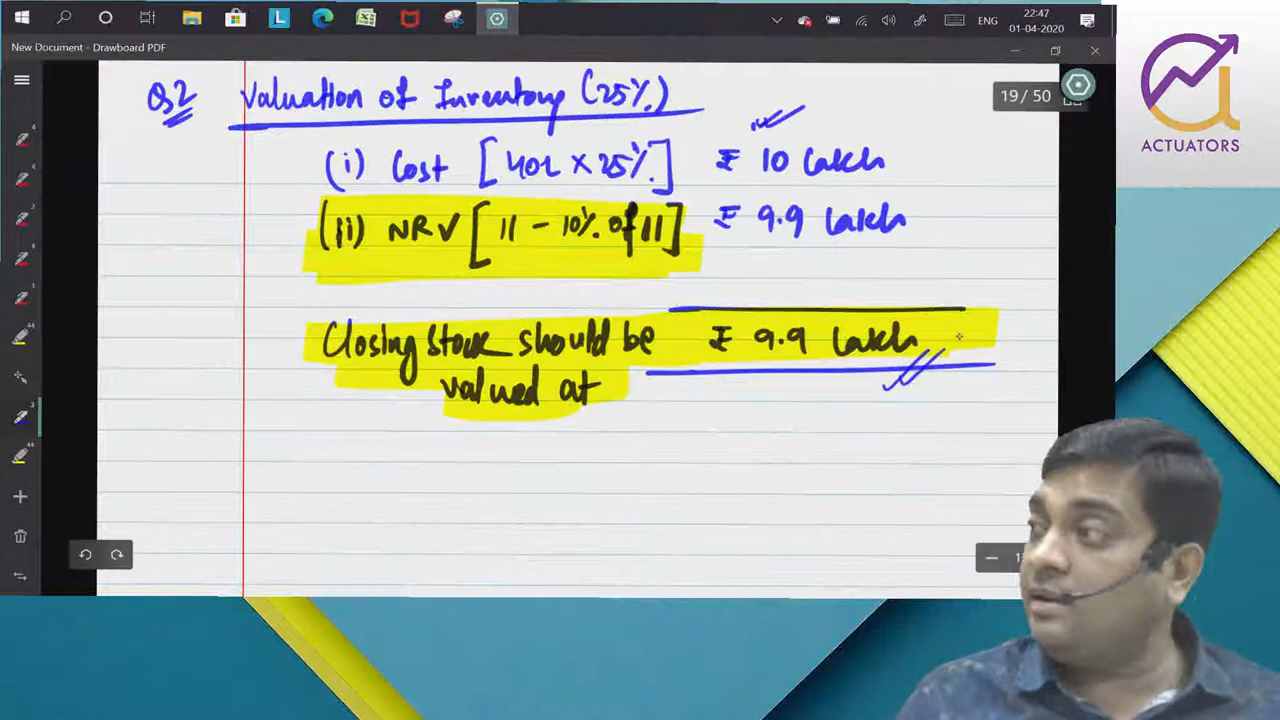 22:47
ENG
01-04-2020
New Document - Drawboard PDF
19 / 50
ACTUATORS
Qs2 Valuation of Inventory (25%)
(i) Cost [40L × 25%] ₹ 10 Lakh
(ii) NRV [11 - 10% of 11] ₹ 9.9 Lakh
Closing Stock should be ₹ 9.9 Lakh
valued at